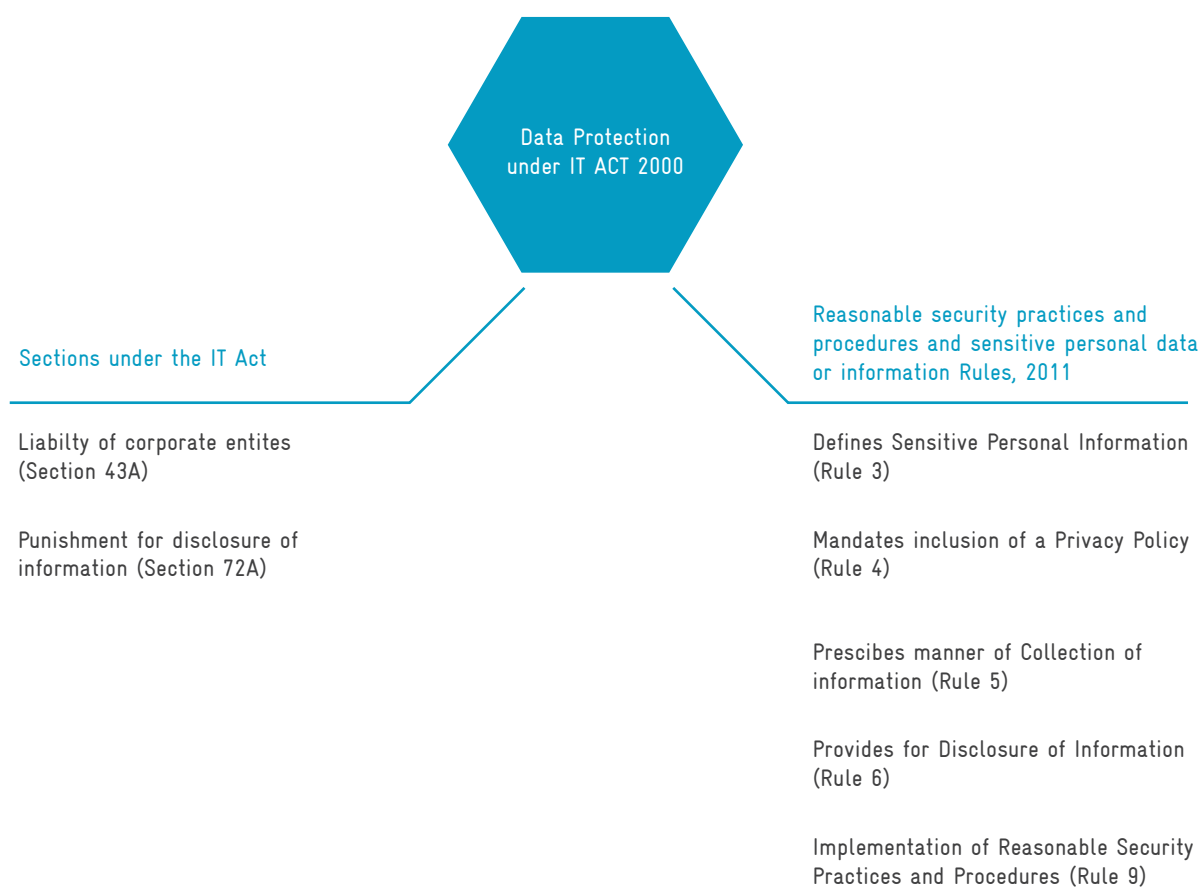 Data Protection
under IT ACT 2000
Sections under the IT Act
Liabilty of corporate entites
(Section 43A)
Punishment for disclosure of
information (Section 72A)
Reasonable security practices and
procedures and sensitive personal data
or information Rules, 2011
Defines Sensitive Personal Information
(Rule 3)
Mandates inclusion of a Privacy Policy
(Rule 4)
Prescibes manner of Collection of
information (Rule 5)
Provides for Disclosure of Information
(Rule 6)
Implementation of Reasonable Security
Practices and Procedures (Rule 9)